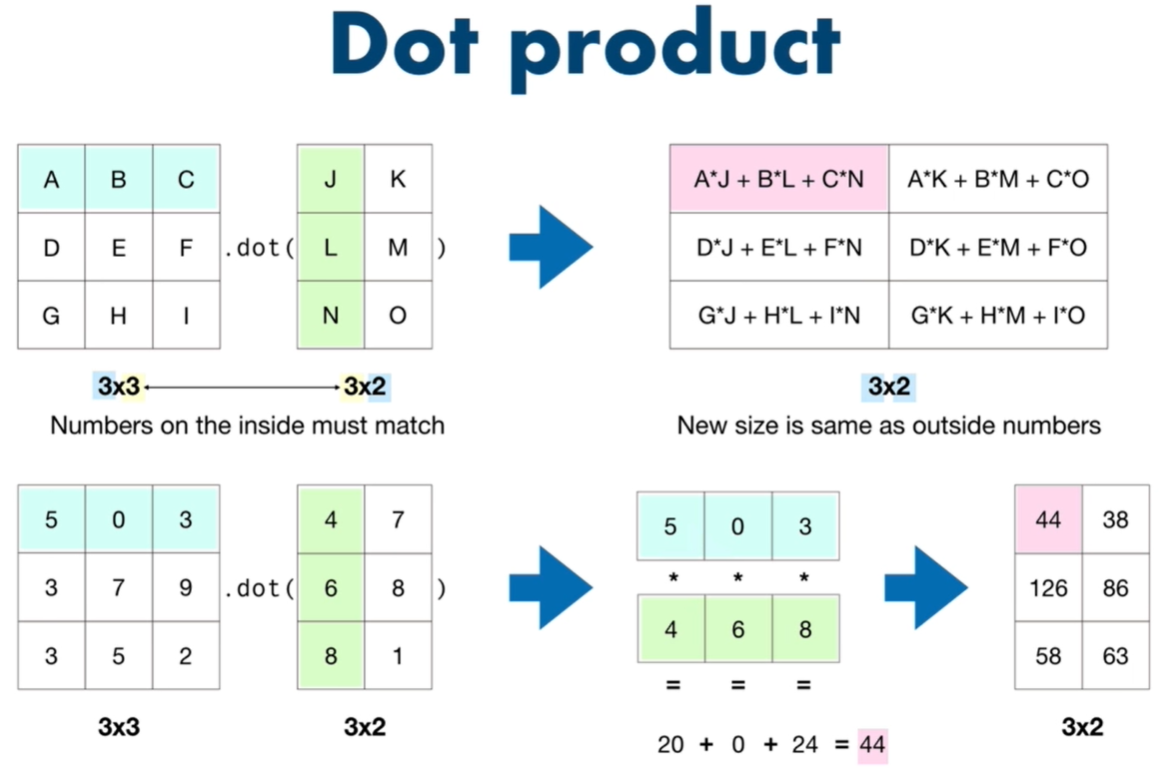 Dot product
A B C J K A*J + B*L + C*N A*K + B*M + C*O
D E F .dot( L M ) D*J + E*L + F*N D*K + E*M + F*O
G H I N O G*J + H*L + I*N G*K + H*M + I*O
3x3 3x2 3x2
Numbers on the inside must match New size is same as outside numbers
5 0 3 4 7 5 0 3 44 38
* * *
3 7 9 .dot( 6 8 ) 126 86
4 6 8
3 5 2 8 1 58 63
= = =
3x3 3x2 3x2
20 + 0 + 24 = 44